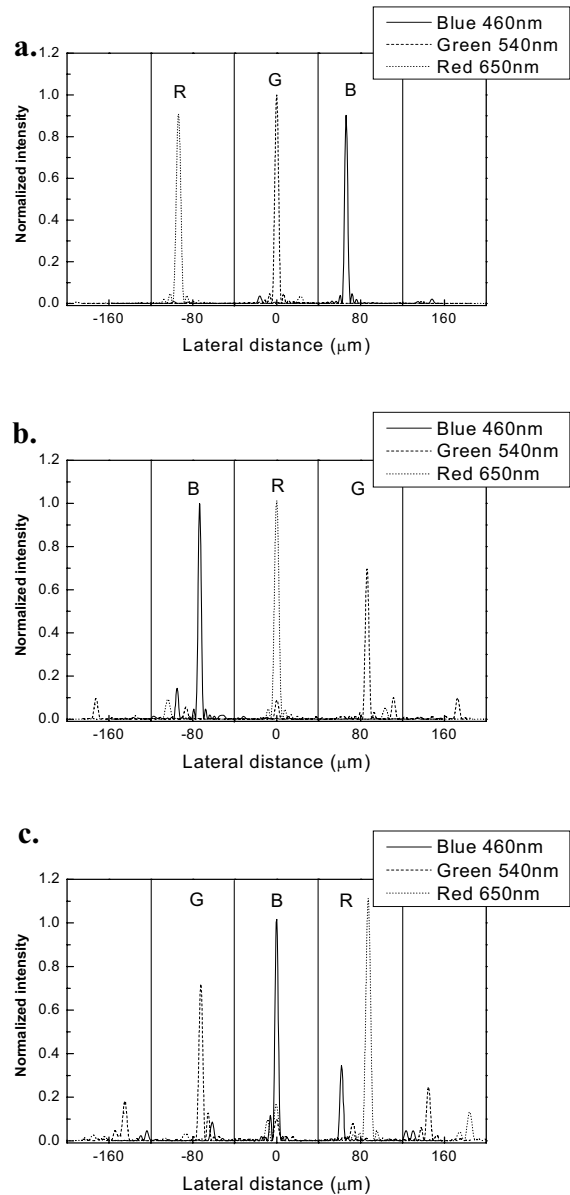 a.
Blue 460nm
Green 540nm
Red 650nm
R
G
B
Normalized intensity
1.2
1.0
0.8
0.6
0.4
0.2
0.0
-160 -80 0 80 160
Lateral distance (μm)
b.
Blue 460nm
Green 540nm
Red 650nm
B
R
G
Normalized intensity
1.2
1.0
0.8
0.6
0.4
0.2
0.0
-160 -80 0 80 160
Lateral distance (μm)
c.
Blue 460nm
Green 540nm
Red 650nm
G
B
R
Normalized intensity
1.2
1.0
0.8
0.6
0.4
0.2
0.0
-160 -80 0 80 160
Lateral distance (μm)